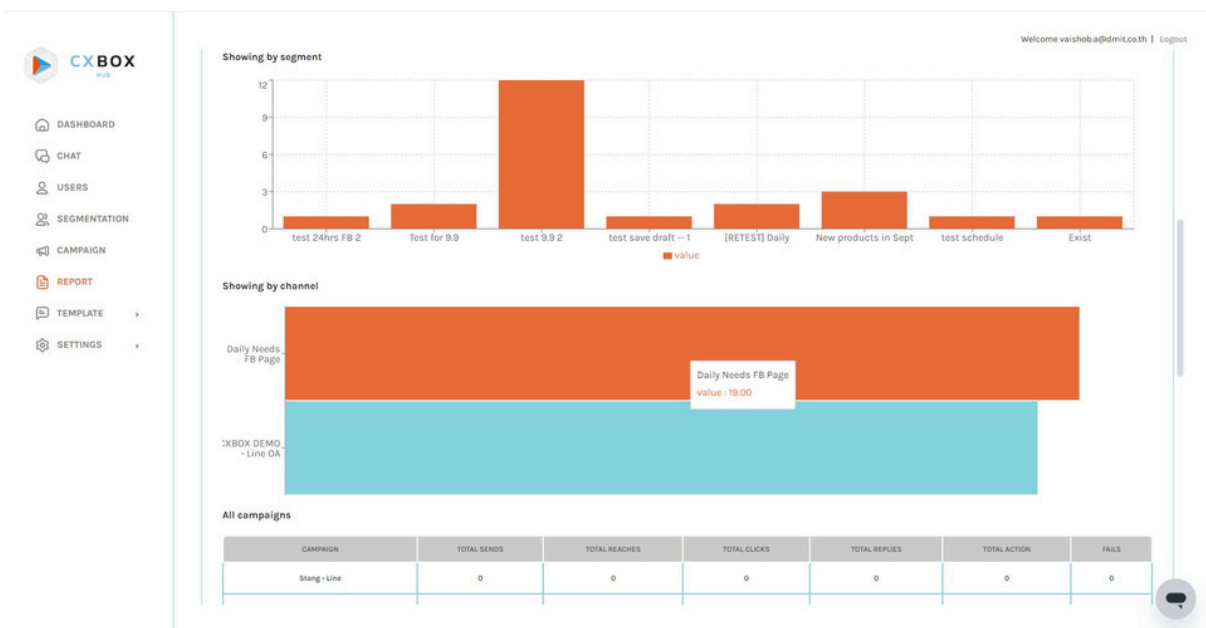 Welcome vaishob.a@dmit.co.th | Logout
CXBOX
HUB
DASHBOARD
CHAT
USERS
SEGMENTATION
CAMPAIGN
REPORT
TEMPLATE
SETTINGS
Showing by segment
12
9
6
3
0
test 24hrs FB 2 Test for 9.9 test 9.9 2 test save draft -- 1 [RETEST] Daily New products in Sept test schedule Exist
value
Showing by channel
Daily Needs
FB Page
Daily Needs FB Page
value : 19.00
CXBOX DEMO
- Line OA
All campaigns
CAMPAIGN TOTAL SENDS TOTAL REACHES TOTAL CLICKS TOTAL REPLIES TOTAL ACTION FAILS
Stang - Line 0 0 0 0 0 0